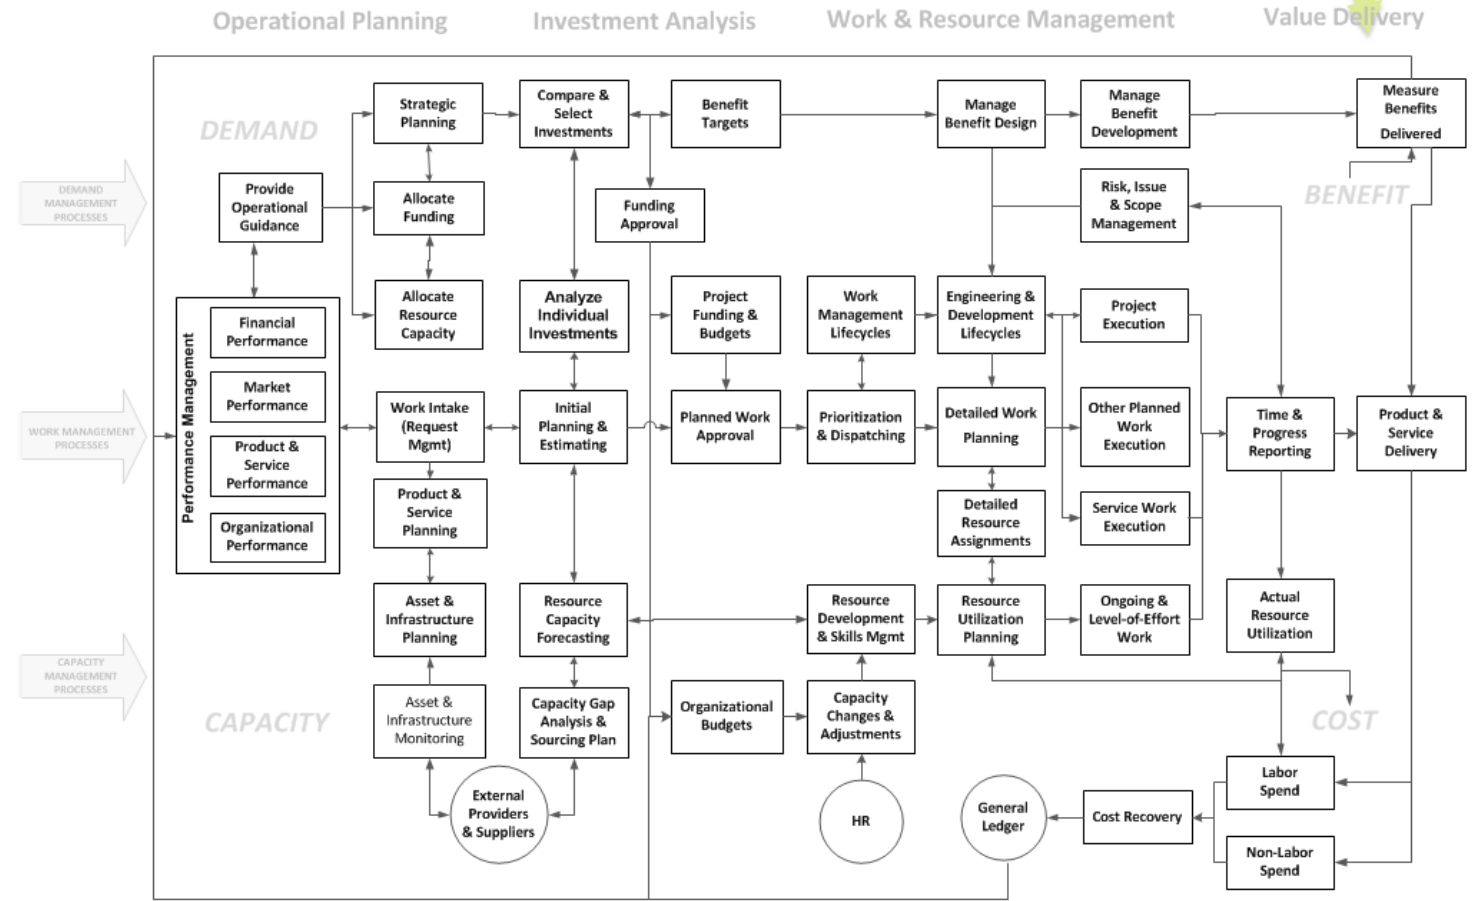 Operational Planning
Investment Analysis
Work & Resource Management
Value Delivery
DEMAND
DEMAND
MANAGEMENT
PROCESSES
WORK MANAGEMENT
PROCESSES
CAPACITY
MANAGEMENT
PROCESSES
CAPACITY
Provide
Operational
Guidance
Performance Management
Financial
Performance
Market
Performance
Product &
Service
Performance
Organizational
Performance
Strategic
Planning
Allocate
Funding
Allocate
Resource
Capacity
Work Intake
(Request
Mgmt)
Product &
Service
Planning
Asset &
Infrastructure
Planning
Asset &
Infrastructure
Monitoring
External
Providers
& Suppliers
Compare &
Select
Investments
Analyze
Individual
Investments
Initial
Planning &
Estimating
Resource
Capacity
Forecasting
Capacity Gap
Analysis &
Sourcing Plan
Benefit
Targets
Funding
Approval
Project
Funding &
Budgets
Planned Work
Approval
Organizational
Budgets
Work
Management
Lifecycles
Prioritization
& Dispatching
Resource
Development
& Skills Mgmt
Capacity
Changes &
Adjustments
HR
Manage
Benefit Design
Engineering &
Development
Lifecycles
Detailed Work
Planning
Detailed
Resource
Assignments
Resource
Utilization
Planning
General
Ledger
Manage
Benefit
Development
Risk, Issue
& Scope
Management
Project
Execution
Other Planned
Work
Execution
Service Work
Execution
Ongoing &
Level-of-Effort
Work
Cost Recovery
Measure
Benefits
Delivered
BENEFIT
Time &
Progress
Reporting
Product &
Service
Delivery
Actual
Resource
Utilization
COST
Labor
Spend
Non-Labor
Spend